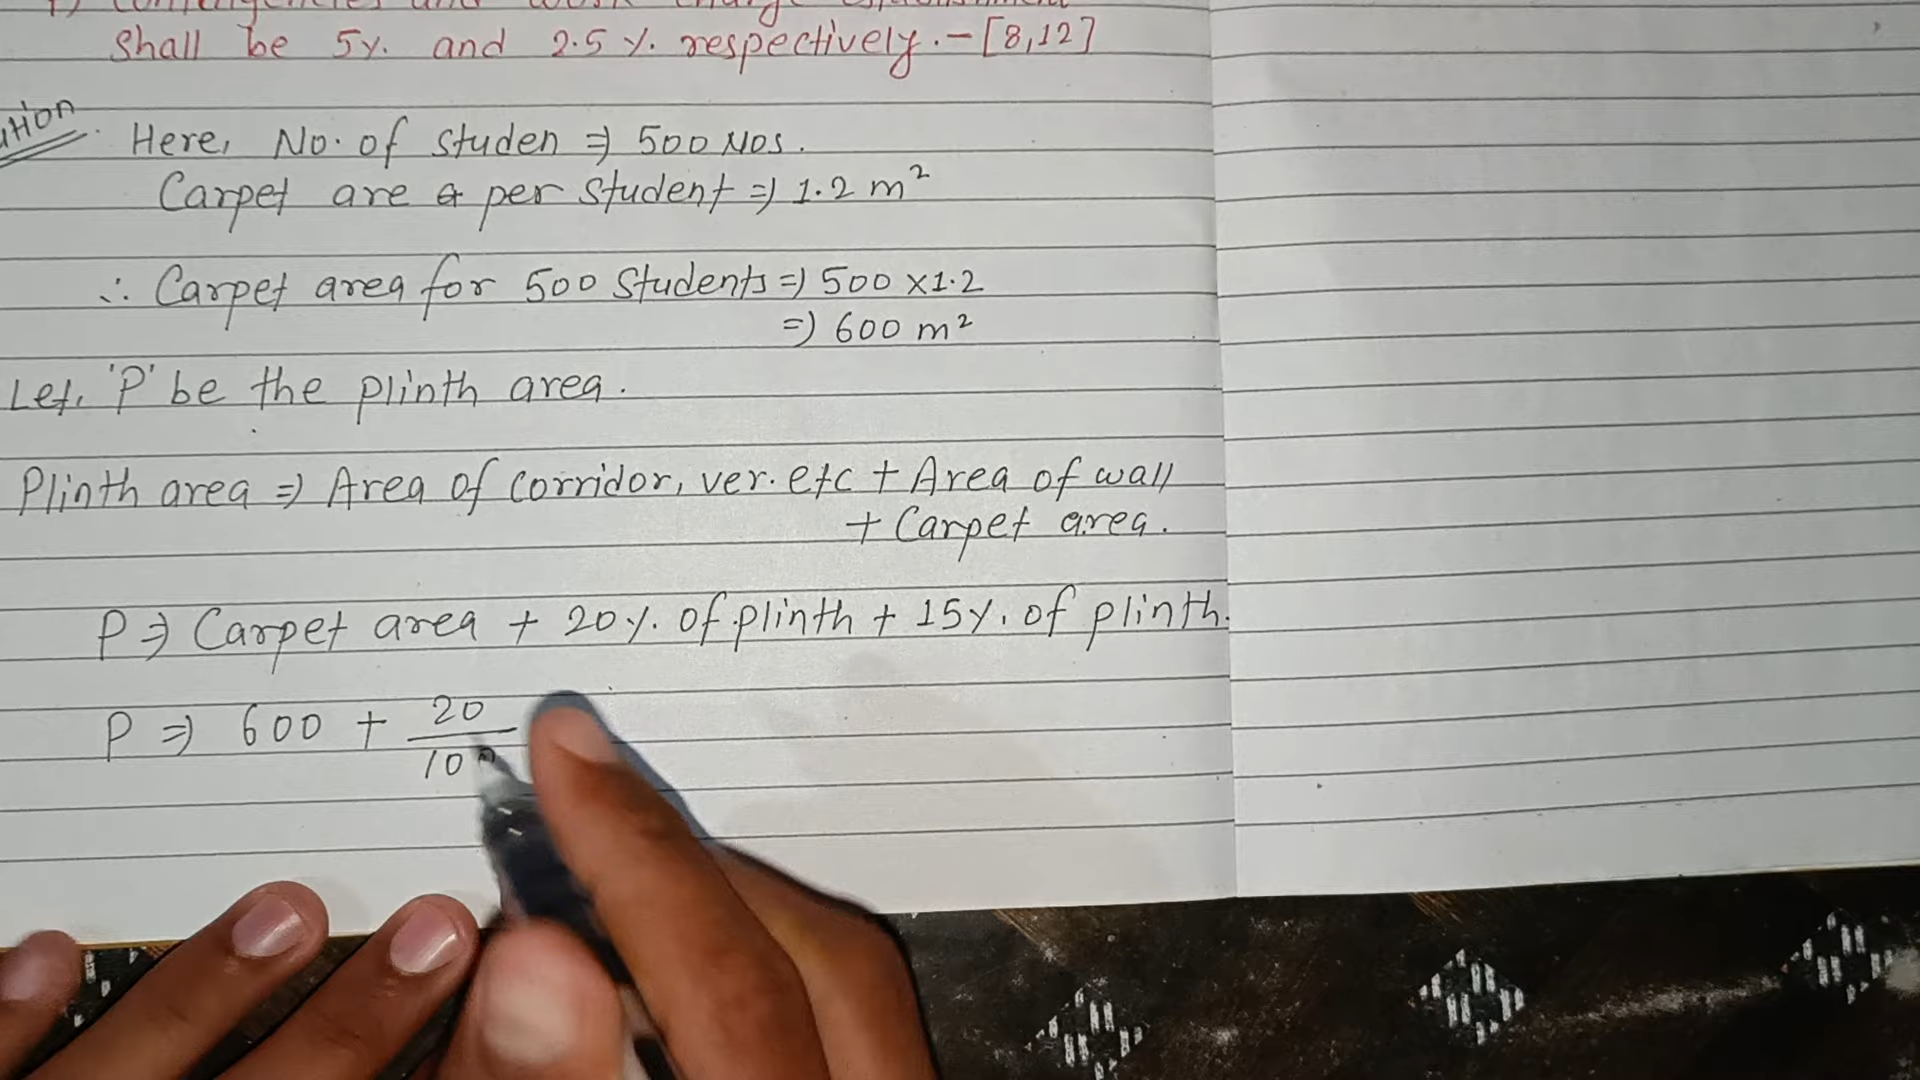 shall be 5%. and 2.5%. respectively. - [8,12]
Here, No. of studen ⇒ 500 Nos.
Carpet are a per student ⇒ 1.2 m²
∴ Carpet area for 500 students ⇒ 500 × 1.2
⇒ 600 m²
Let, 'P' be the plinth area.
Plinth area ⇒ Area of corridor, ver. etc + Area of wall
+ Carpet area.
P ⇒ Carpet area + 20%. of plinth + 15%. of plinth.
P ⇒ 600 + 20/100